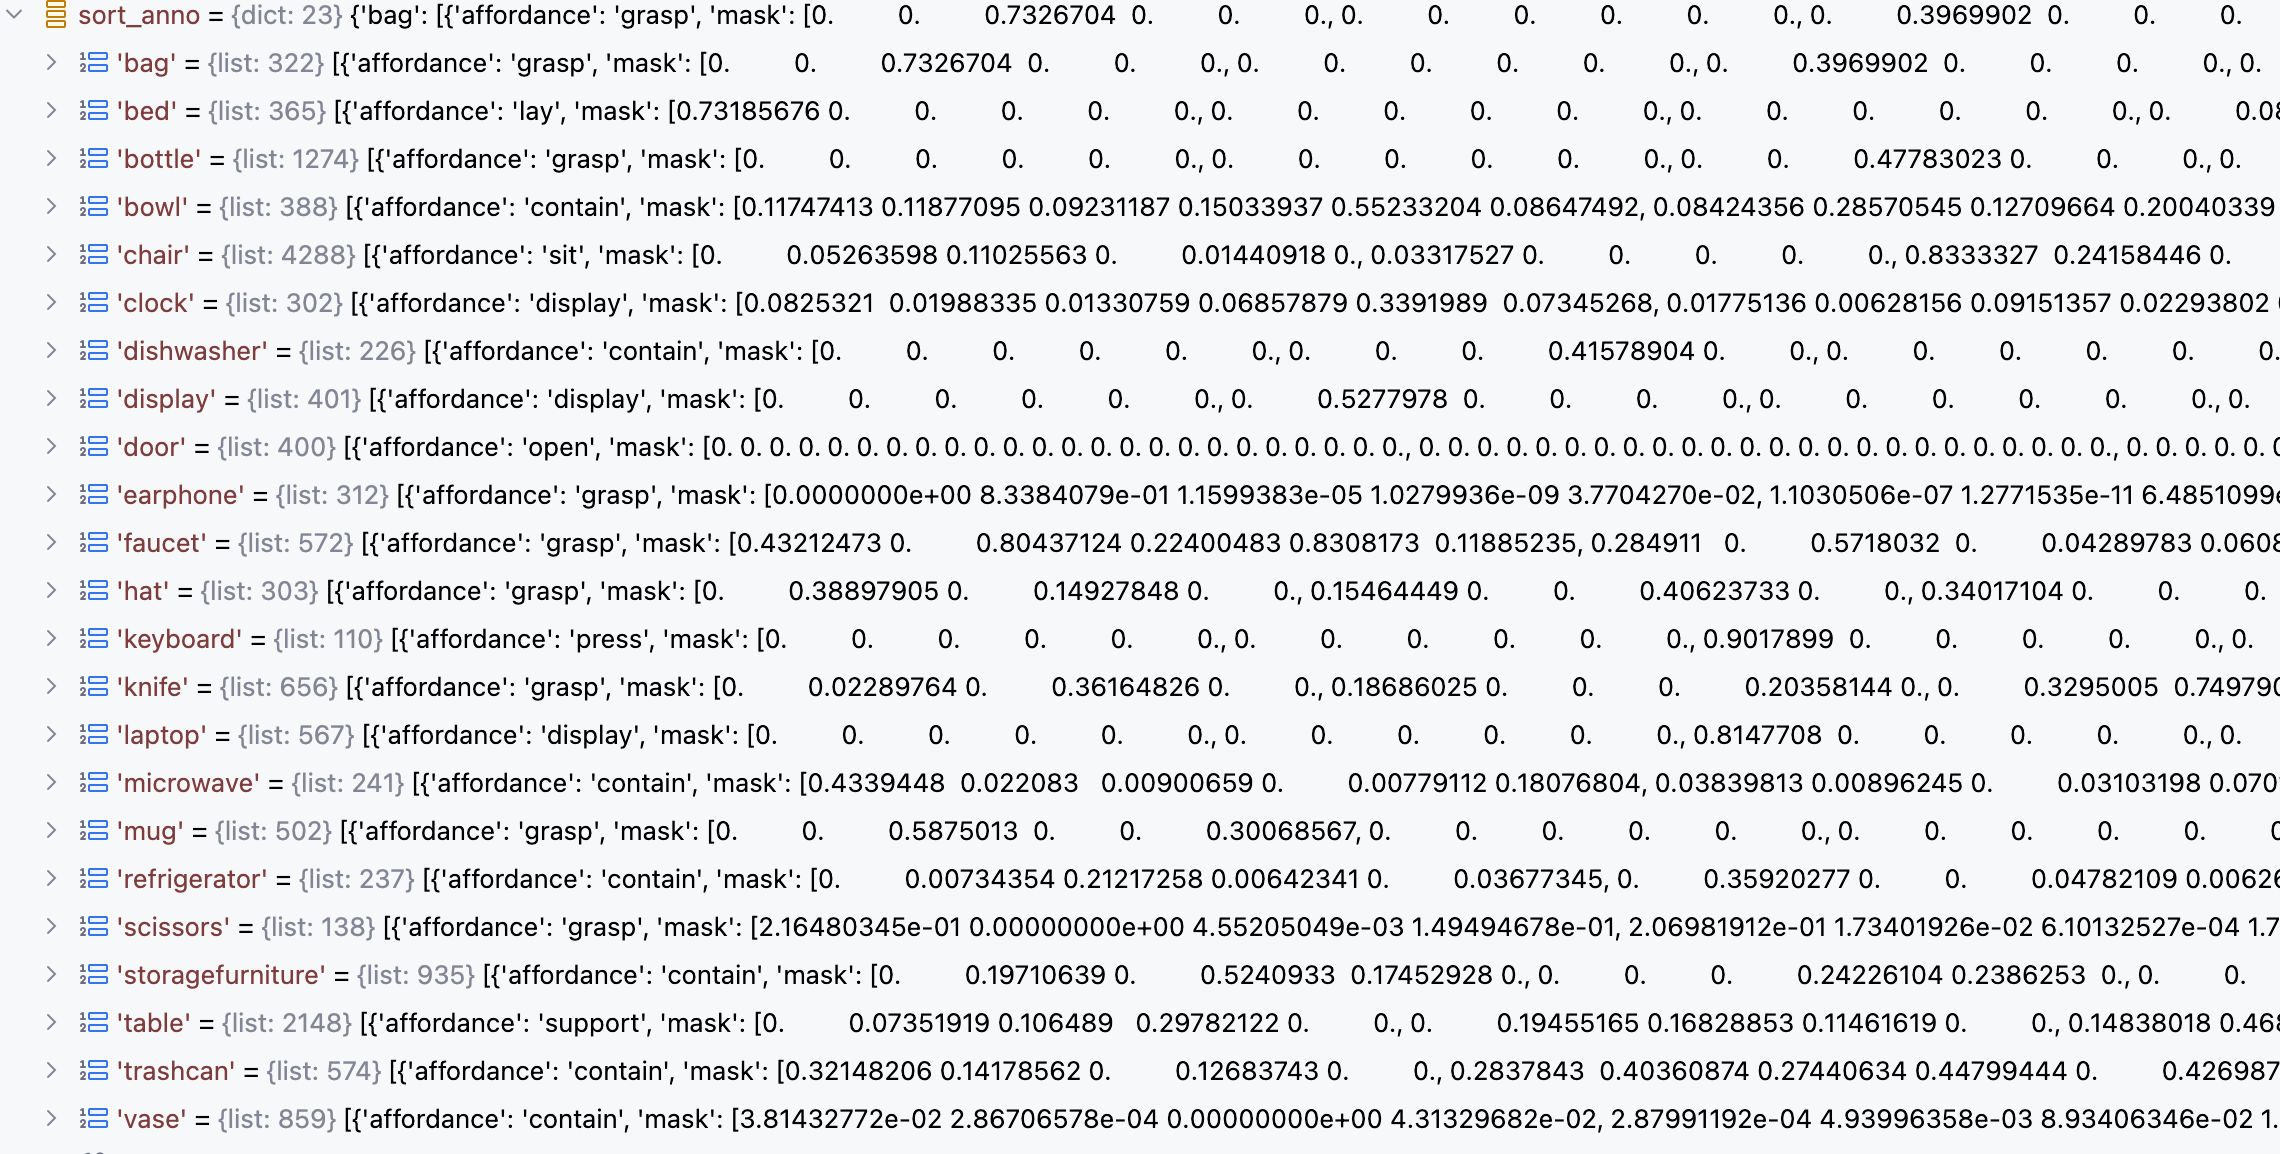 sort_anno = {dict: 23} {'bag': [{'affordance': 'grasp', 'mask': [0. 0. 0.7326704 0. 0. 0., 0. 0. 0. 0. 0. 0., 0. 0.3969902 0. 0. 0.
'bag' = {list: 322} [{'affordance': 'grasp', 'mask': [0. 0. 0.7326704 0. 0. 0., 0. 0. 0. 0. 0. 0., 0. 0.3969902 0. 0. 0. 0., 0.
'bed' = {list: 365} [{'affordance': 'lay', 'mask': [0.73185676 0. 0. 0. 0. 0., 0. 0. 0. 0. 0. 0., 0. 0. 0. 0. 0. 0., 0. 0.08
'bottle' = {list: 1274} [{'affordance': 'grasp', 'mask': [0. 0. 0. 0. 0. 0., 0. 0. 0. 0. 0. 0., 0. 0. 0.47783023 0. 0. 0., 0.
'bowl' = {list: 388} [{'affordance': 'contain', 'mask': [0.11747413 0.11877095 0.09231187 0.15033937 0.55233204 0.08647492, 0.08424356 0.28570545 0.12709664 0.20040339
'chair' = {list: 4288} [{'affordance': 'sit', 'mask': [0. 0.05263598 0.11025563 0. 0.01440918 0., 0.03317527 0. 0. 0. 0. 0., 0.8333327 0.24158446 0.
'clock' = {list: 302} [{'affordance': 'display', 'mask': [0.0825321 0.01988335 0.01330759 0.06857879 0.3391989 0.07345268, 0.01775136 0.00628156 0.09151357 0.02293802
'dishwasher' = {list: 226} [{'affordance': 'contain', 'mask': [0. 0. 0. 0. 0. 0., 0. 0. 0. 0.41578904 0. 0., 0. 0. 0. 0. 0. 0.
'display' = {list: 401} [{'affordance': 'display', 'mask': [0. 0. 0. 0. 0. 0., 0. 0.5277978 0. 0. 0. 0., 0. 0. 0. 0. 0. 0., 0.
'door' = {list: 400} [{'affordance': 'open', 'mask': [0. 0. 0. 0. 0. 0. 0. 0. 0. 0. 0. 0. 0. 0. 0. 0. 0. 0. 0. 0. 0. 0. 0. 0., 0. 0. 0. 0. 0. 0. 0. 0. 0. 0. 0. 0. 0. 0. 0. 0. 0. 0. 0. 0. 0. 0. 0. 0., 0. 0. 0. 0. 0. 0
'earphone' = {list: 312} [{'affordance': 'grasp', 'mask': [0.0000000e+00 8.3384079e-01 1.1599383e-05 1.0279936e-09 3.7704270e-02, 1.1030506e-07 1.2771535e-11 6.4851099e
'faucet' = {list: 572} [{'affordance': 'grasp', 'mask': [0.43212473 0. 0.80437124 0.22400483 0.8308173 0.11885235, 0.284911 0. 0.5718032 0. 0.04289783 0.0608
'hat' = {list: 303} [{'affordance': 'grasp', 'mask': [0. 0.38897905 0. 0.14927848 0. 0., 0.15464449 0. 0. 0.40623733 0. 0., 0.34017104 0. 0. 0.
'keyboard' = {list: 110} [{'affordance': 'press', 'mask': [0. 0. 0. 0. 0. 0., 0. 0. 0. 0. 0. 0., 0.9017899 0. 0. 0. 0. 0., 0.
'knife' = {list: 656} [{'affordance': 'grasp', 'mask': [0. 0.02289764 0. 0.36164826 0. 0., 0.18686025 0. 0. 0. 0.20358144 0., 0. 0.3295005 0.749790
'laptop' = {list: 567} [{'affordance': 'display', 'mask': [0. 0. 0. 0. 0. 0., 0. 0. 0. 0. 0. 0., 0.8147708 0. 0. 0. 0. 0., 0.
'microwave' = {list: 241} [{'affordance': 'contain', 'mask': [0.4339448 0.022083 0.00900659 0. 0.00779112 0.18076804, 0.03839813 0.00896245 0. 0.03103198 0.070
'mug' = {list: 502} [{'affordance': 'grasp', 'mask': [0. 0. 0.5875013 0. 0. 0.30068567, 0. 0. 0. 0. 0. 0., 0. 0. 0. 0. 0. 0
'refrigerator' = {list: 237} [{'affordance': 'contain', 'mask': [0. 0.00734354 0.21217258 0.00642341 0. 0.03677345, 0. 0.35920277 0. 0. 0.04782109 0.00626
'scissors' = {list: 138} [{'affordance': 'grasp', 'mask': [2.16480345e-01 0.00000000e+00 4.55205049e-03 1.49494678e-01, 2.06981912e-01 1.73401926e-02 6.10132527e-04 1.7
'storagefurniture' = {list: 935} [{'affordance': 'contain', 'mask': [0. 0.19710639 0. 0.5240933 0.17452928 0., 0. 0. 0. 0.24226104 0.2386253 0., 0. 0.
'table' = {list: 2148} [{'affordance': 'support', 'mask': [0. 0.07351919 0.106489 0.29782122 0. 0., 0. 0.19455165 0.16828853 0.11461619 0. 0., 0.14838018 0.468
'trashcan' = {list: 574} [{'affordance': 'contain', 'mask': [0.32148206 0.14178562 0. 0.12683743 0. 0., 0.2837843 0.40360874 0.27440634 0.44799444 0. 0.426987
'vase' = {list: 859} [{'affordance': 'contain', 'mask': [3.81432772e-02 2.86706578e-04 0.00000000e+00 4.31329682e-02, 2.87991192e-04 4.93996358e-03 8.93406346e-02 1.